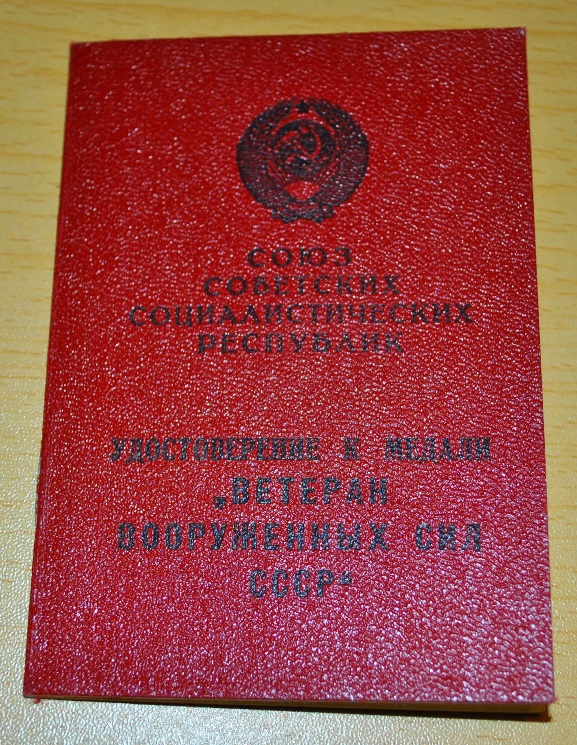 СОЮЗ
СОВЕТСКИХ
СОЦИАЛИСТИЧЕСКИХ
РЕСПУБЛИК
УДОСТОВЕРЕНИЕ К МЕДАЛИ
„ВЕТЕРАН
ВООРУЖЕННЫХ СИЛ
СССР“